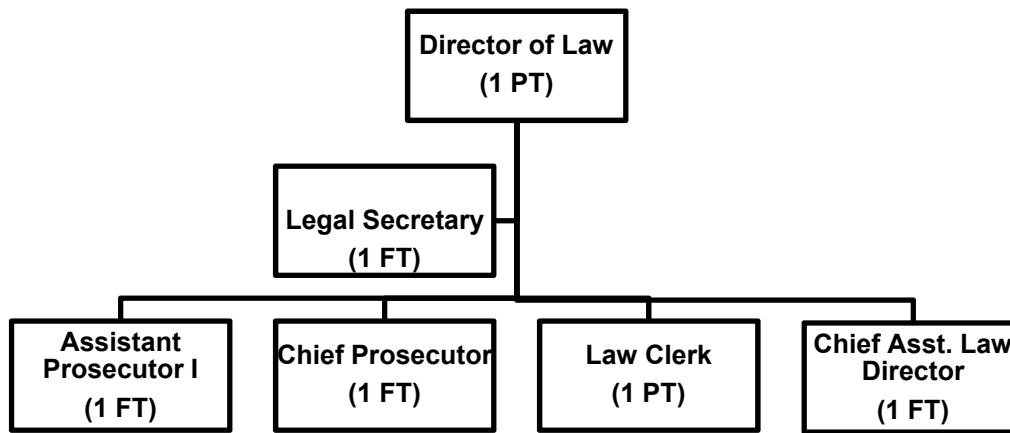 Director of Law
(1 PT)
Legal Secretary
(1 FT)
Assistant
Prosecutor I
(1 FT)
Chief Prosecutor
(1 FT)
Law Clerk
(1 PT)
Chief Asst. Law
Director
(1 FT)